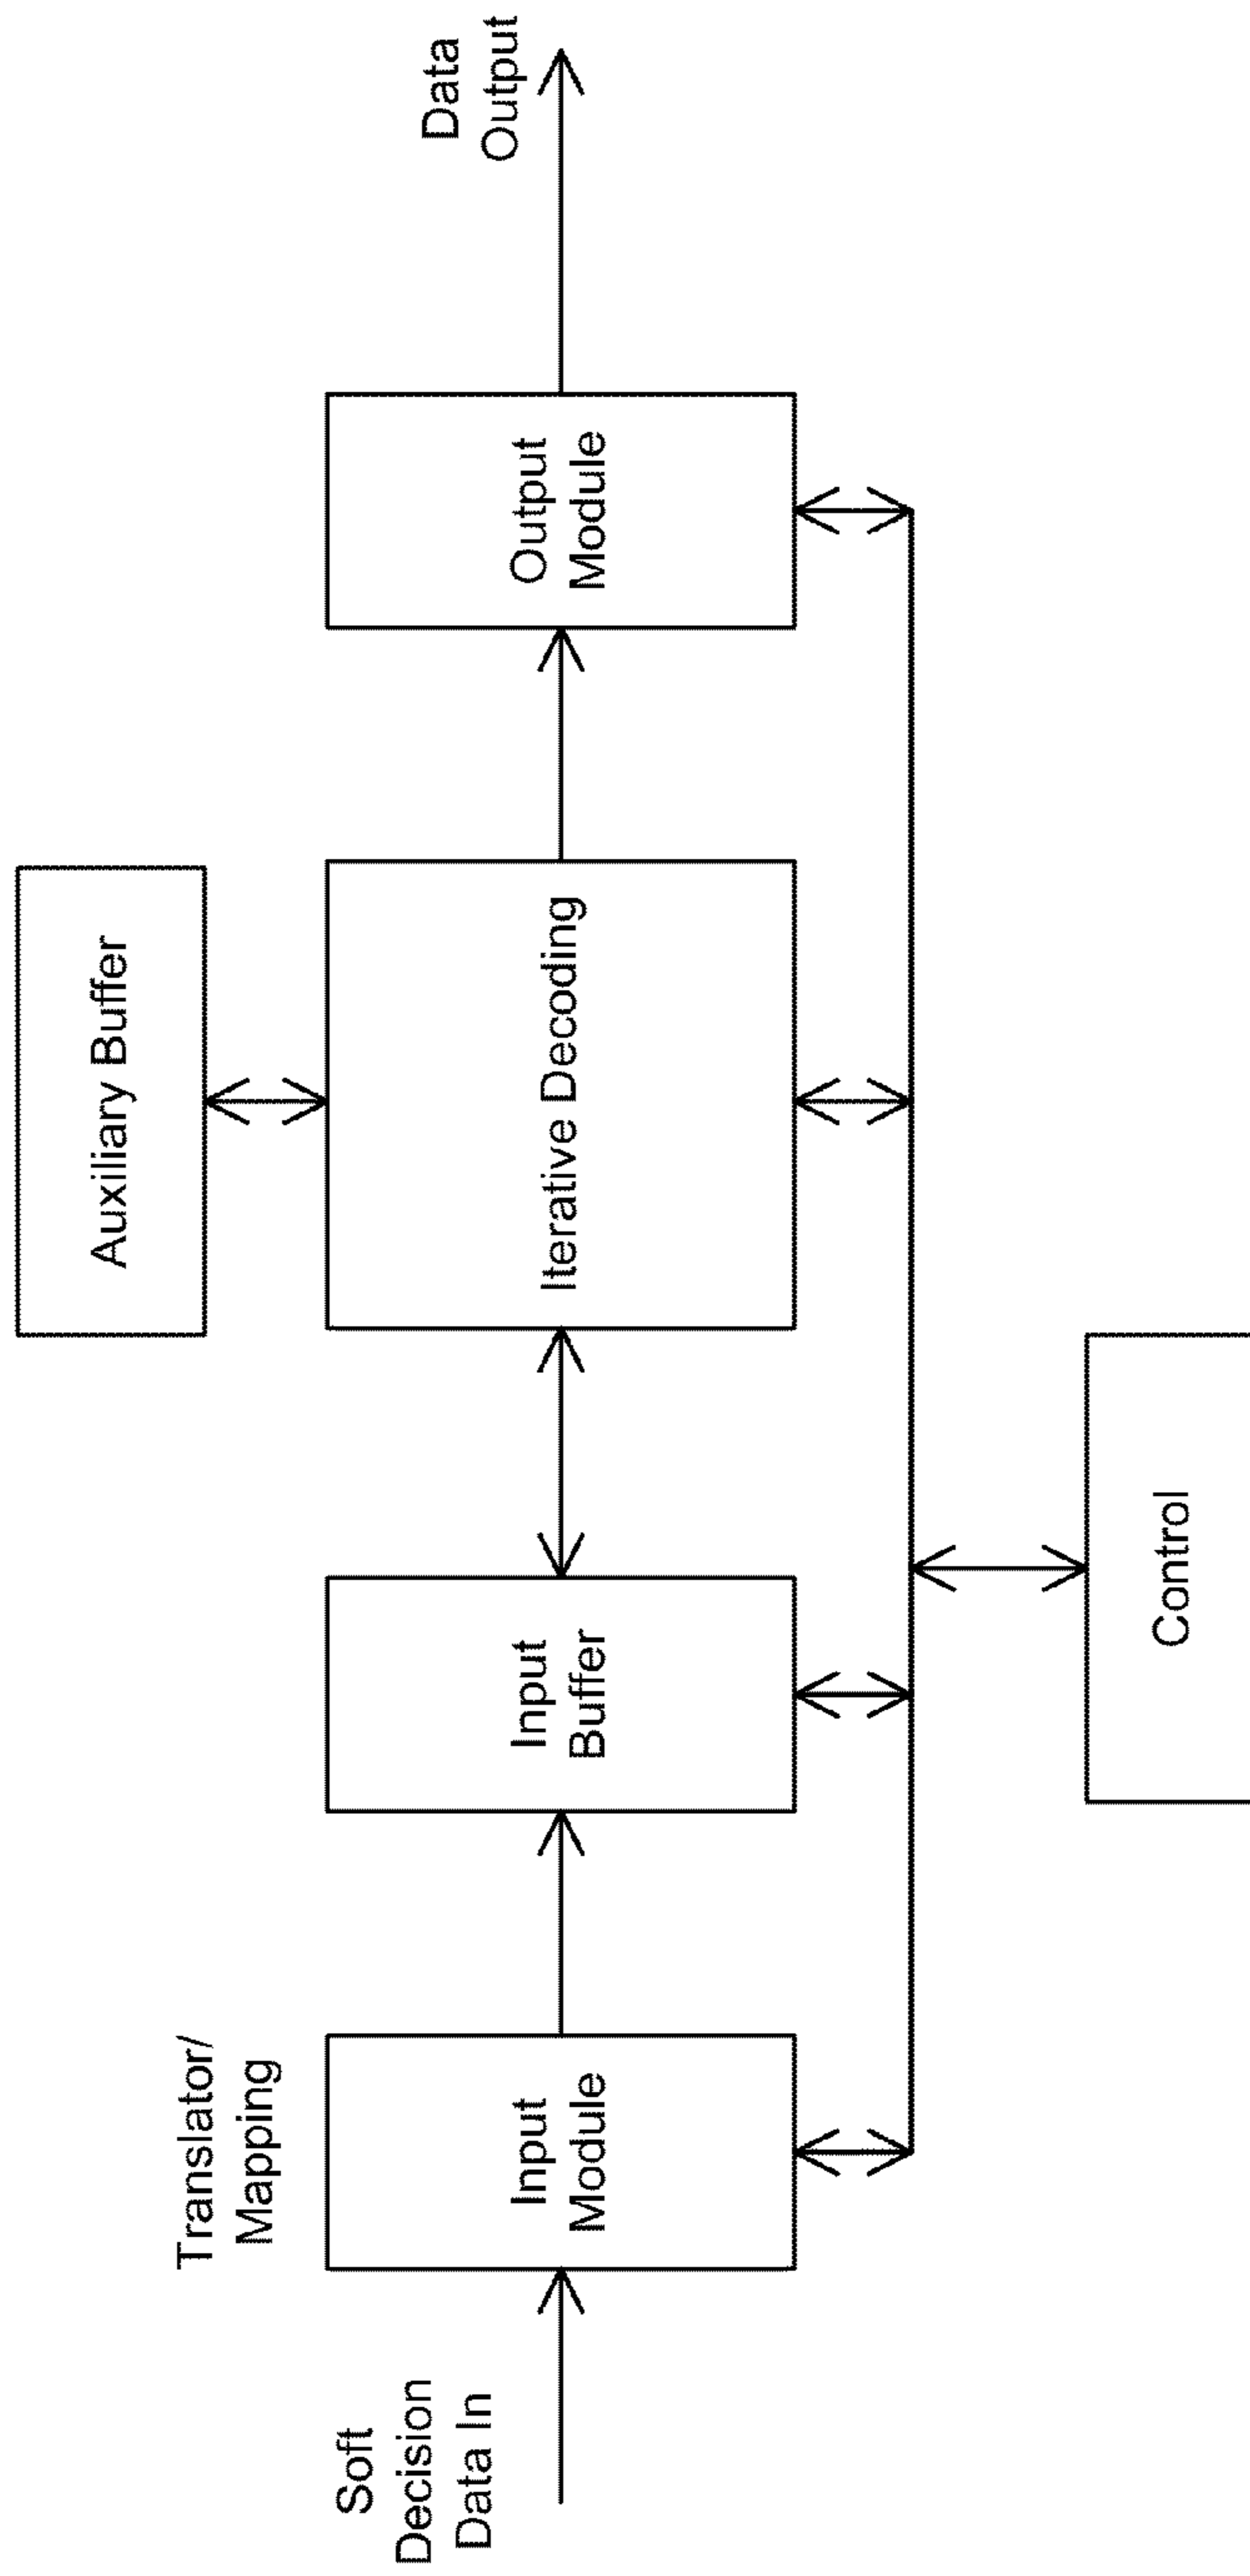 Auxiliary Buffer
Translator/
Mapping
Soft
Decision
Data In
Input
Module
Input
Buffer
Iterative Decoding
Output
Module
Data
Output
Control